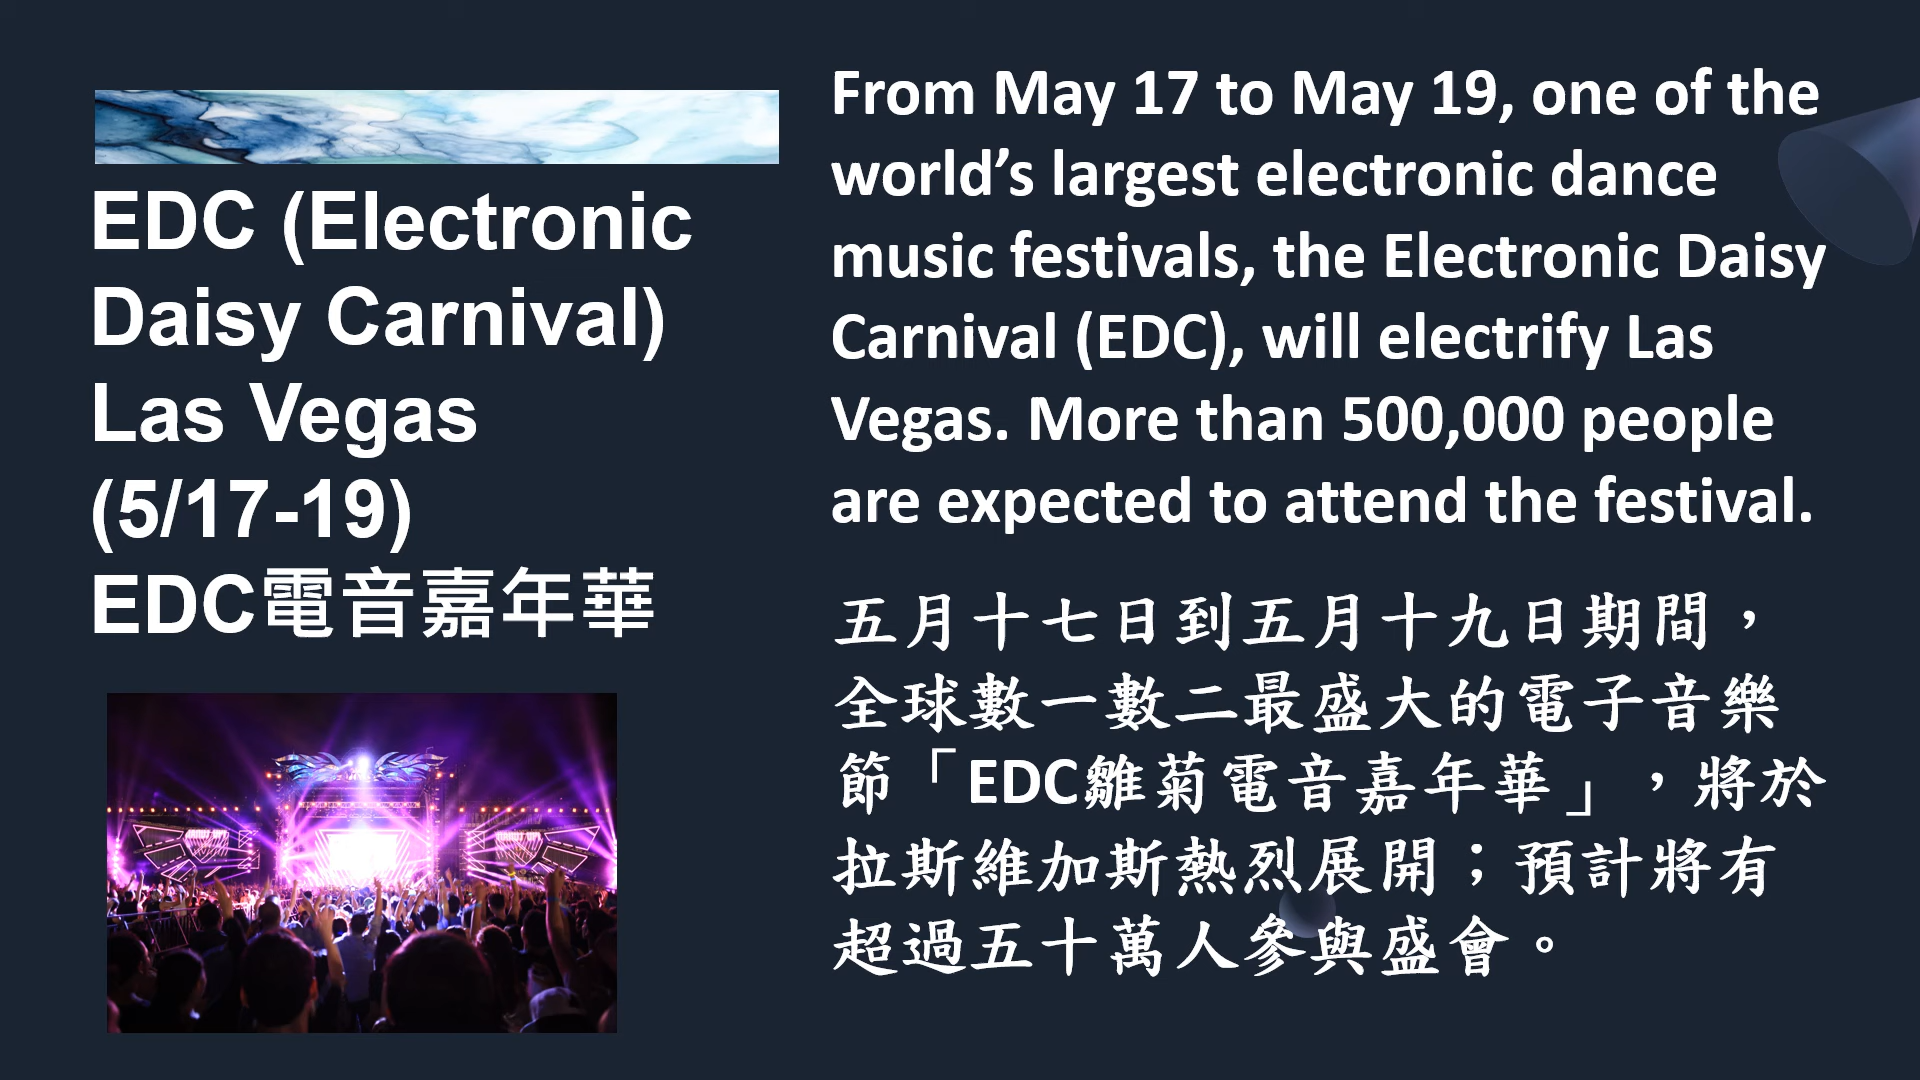 EDC (Electronic
Daisy Carnival)
Las Vegas
(5/17-19)
EDC電音嘉年華
From May 17 to May 19, one of the
world’s largest electronic dance
music festivals, the Electronic Daisy
Carnival (EDC), will electrify Las
Vegas. More than 500,000 people
are expected to attend the festival.
五月十七日到五月十九日期間，
全球數一數二最盛大的電子音樂
節「EDC雛菊電音嘉年華」，將於
拉斯維加斯熱烈展開；預計將有
超過五十萬人參與盛會。